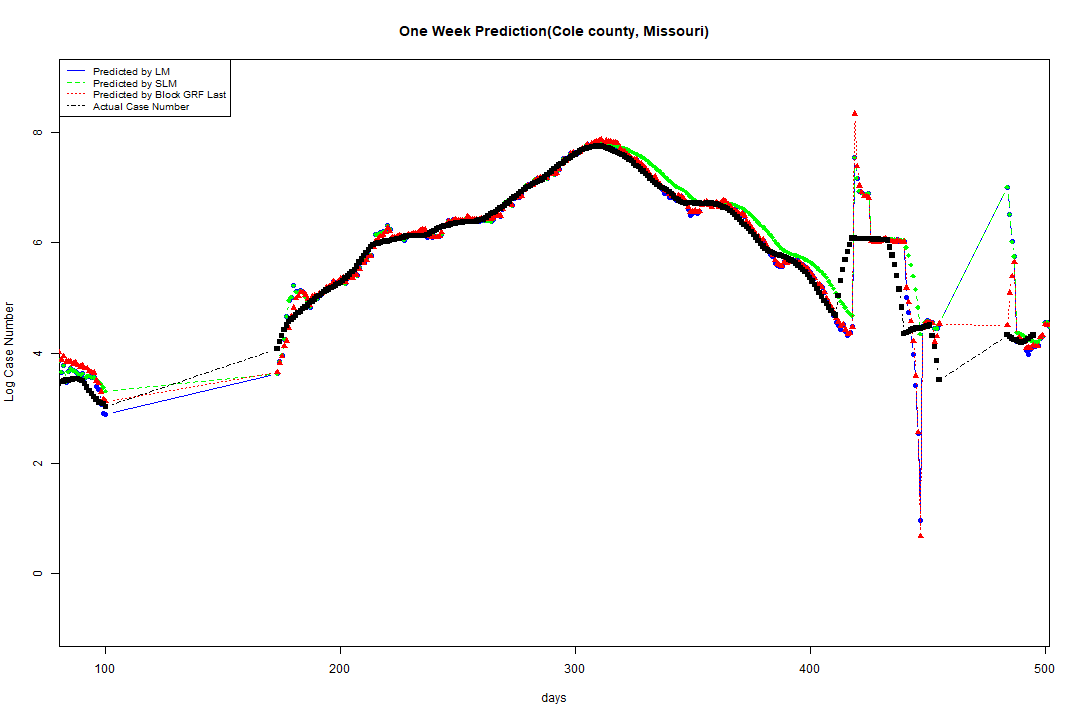 One Week Prediction(Cole county, Missouri)
Predicted by LM
Predicted by SLM
Predicted by Block GRF Last
Actual Case Number
8
6
4
2
0
Log Case Number
100 200 300 400 500
days